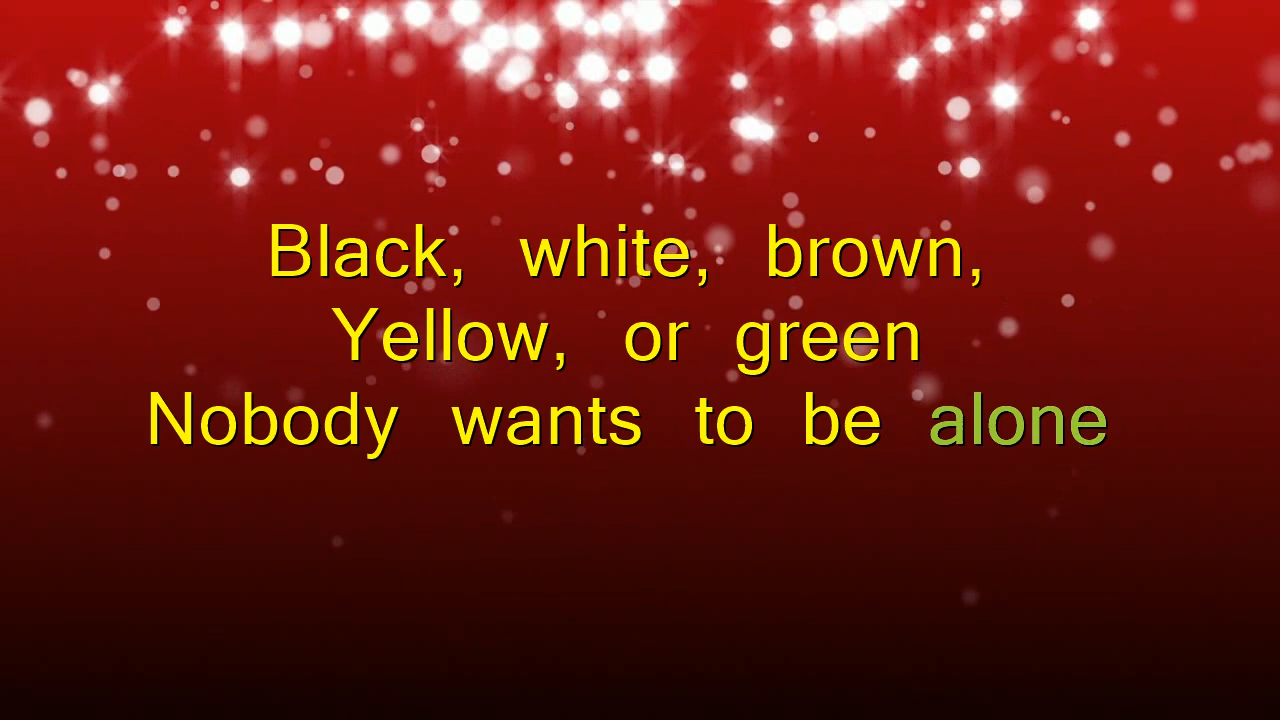 Black, white, brown,
Yellow, or green
Nobody wants to be alone